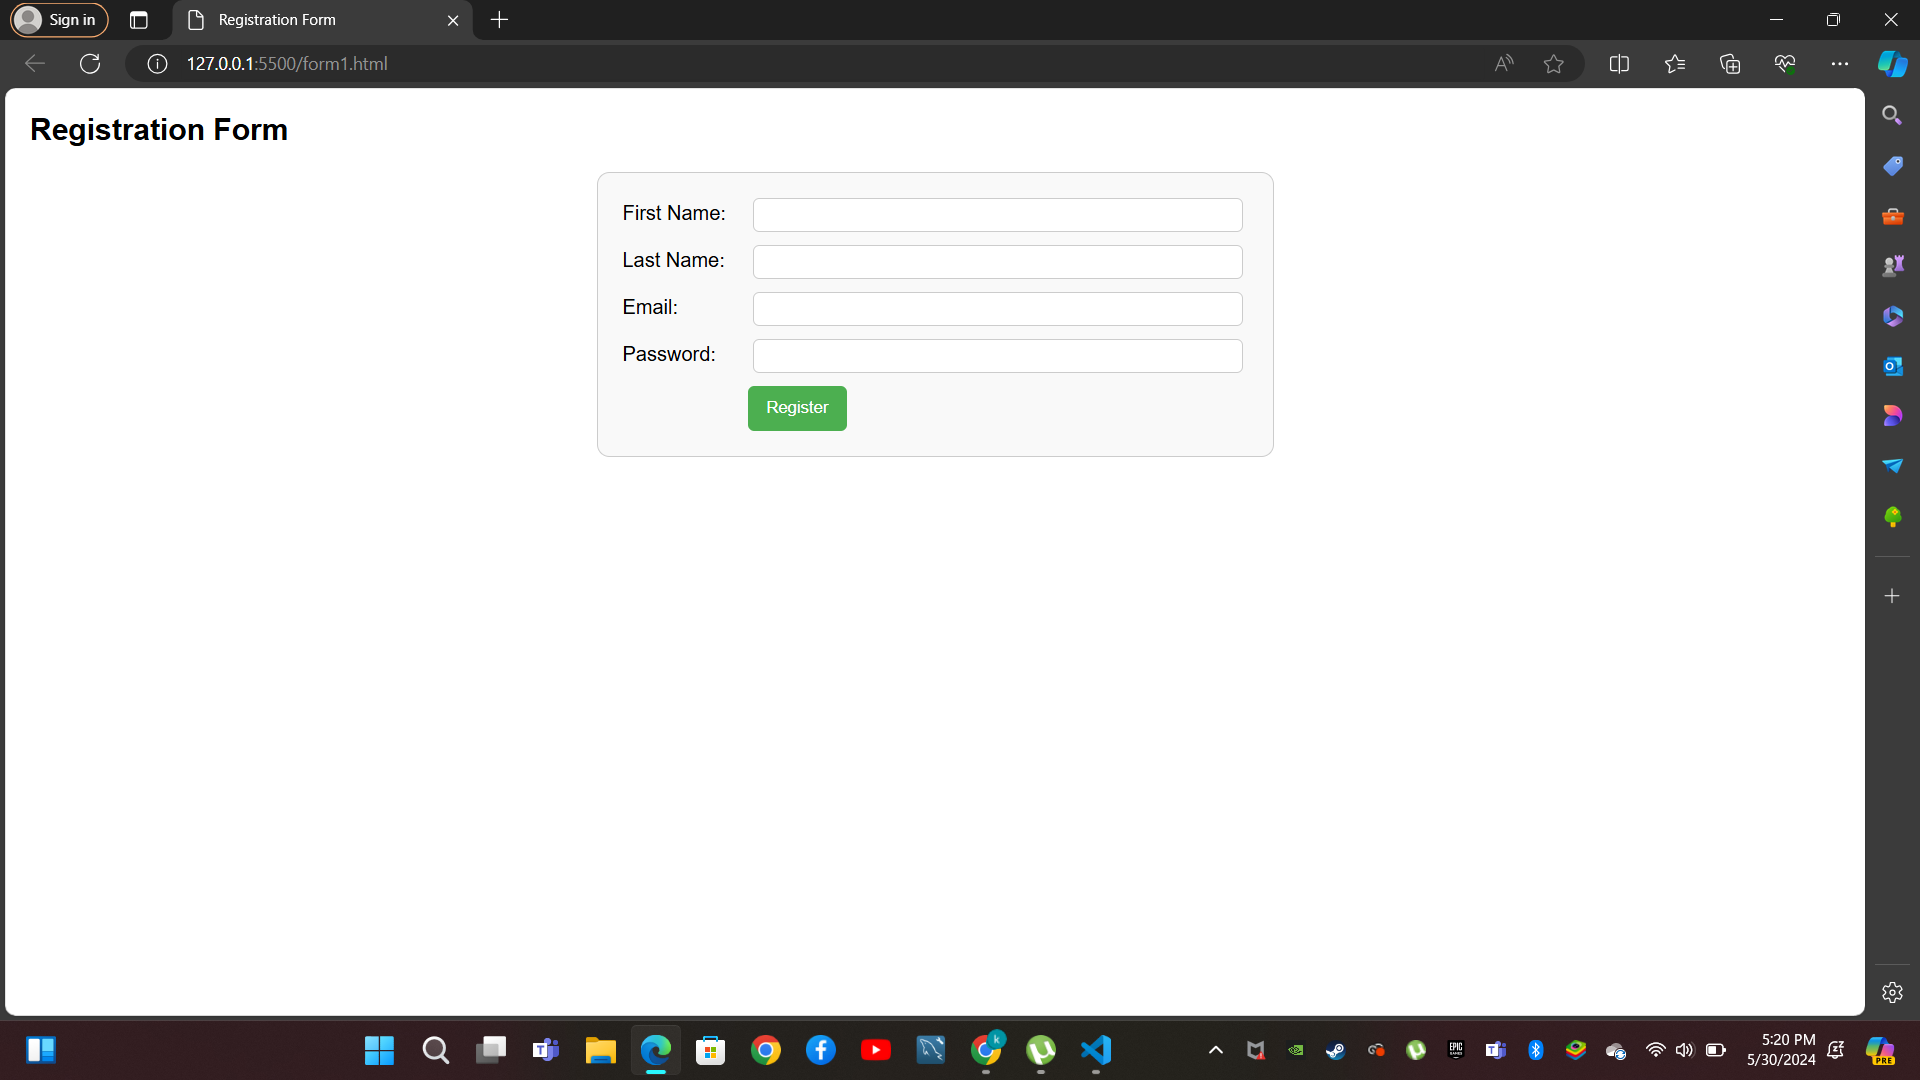 Sign in
Registration Form
127.0.0.1:5500/form1.html
Registration Form
First Name:
Last Name:
Email:
Password:
Register
5:20 PM
5/30/2024
PRE